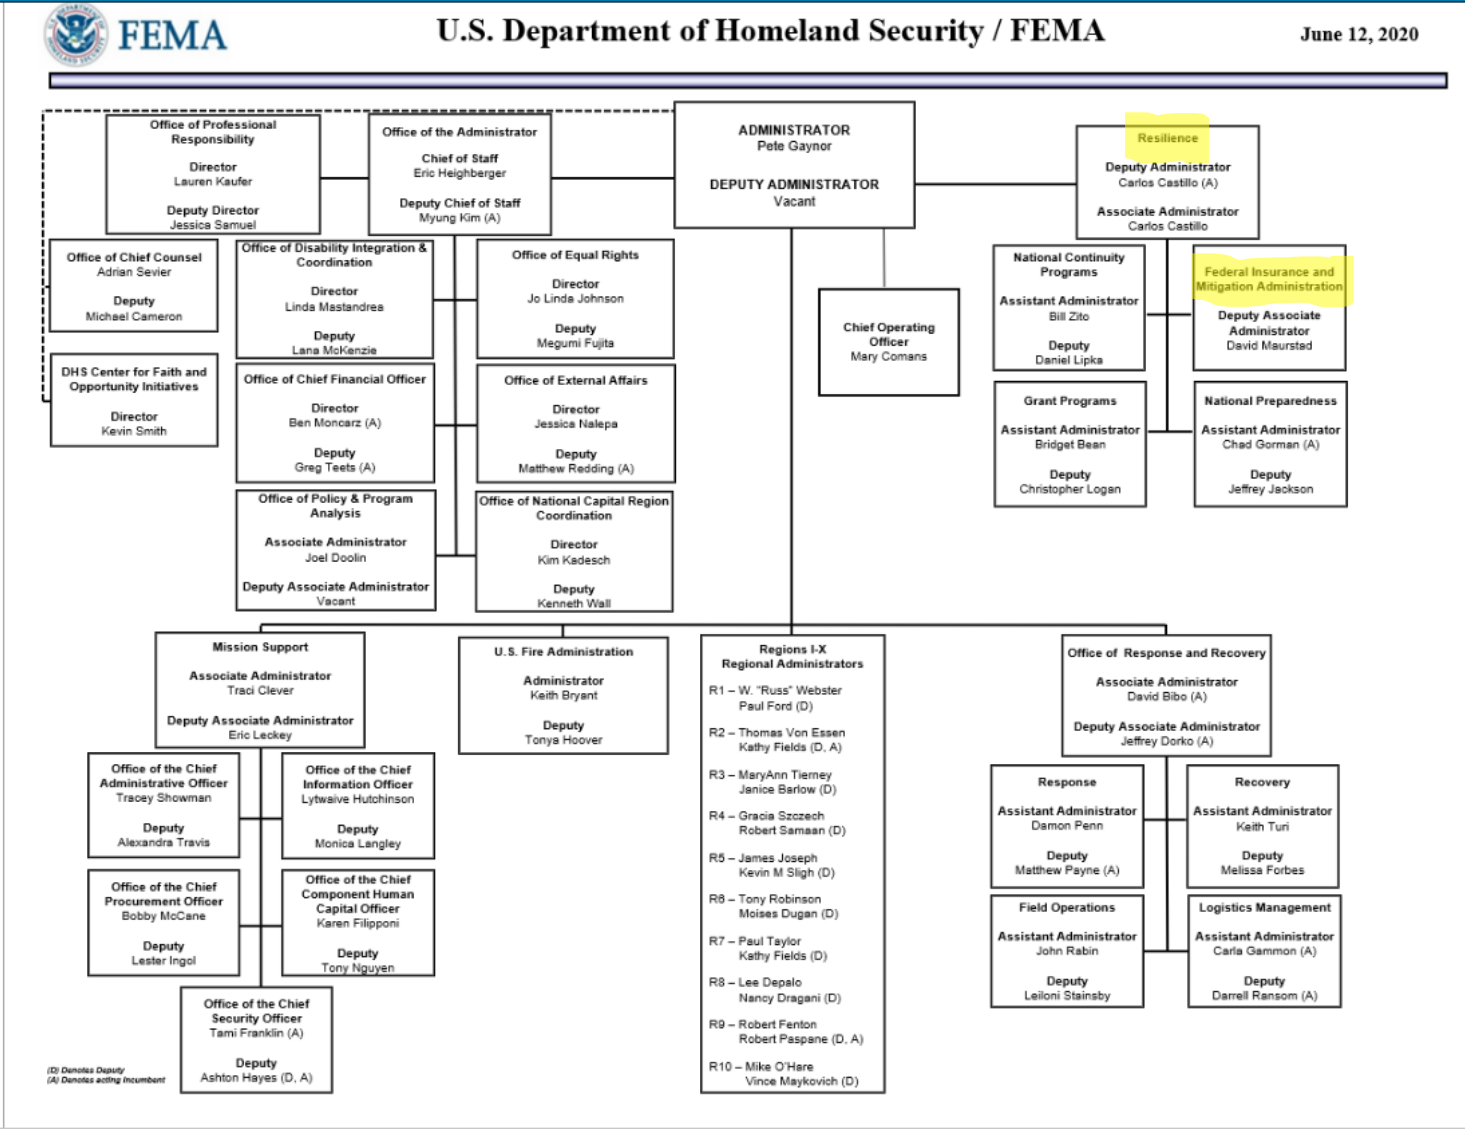 FEMA
U.S. Department of Homeland Security / FEMA
June 12, 2020
Office of Professional
Responsibility
Director
Lauren Kaufer
Deputy Director
Jessica Samuel
Office of the Administrator
Chief of Staff
Eric Heighberger
Deputy Chief of Staff
Myung Kim (A)
ADMINISTRATOR
Pete Gaynor
DEPUTY ADMINISTRATOR
Vacant
Resilience
Deputy Administrator
Carlos Castillo (A)
Associate Administrator
Carlos Castillo
Office of Chief Counsel
Adrian Sevier
Deputy
Michael Cameron
Office of Disability Integration &
Coordination
Director
Linda Mastandrea
Deputy
Lana McKenzie
Office of Equal Rights
Director
Jo Linda Johnson
Deputy
Megumi Fujita
Chief Operating
Officer
Mary Comans
National Continuity
Programs
Assistant Administrator
Bill Zito
Deputy
Daniel Lipka
Federal Insurance and
Mitigation Administration
Deputy Associate
Administrator
David Maurstad
DHS Center for Faith and
Opportunity Initiatives
Director
Kevin Smith
Office of Chief Financial Officer
Director
Ben Moncarz (A)
Deputy
Greg Teets (A)
Office of External Affairs
Director
Jessica Nalepa
Deputy
Matthew Redding (A)
Grant Programs
Assistant Administrator
Bridget Bean
Deputy
Christopher Logan
National Preparedness
Assistant Administrator
Chad Gorman (A)
Deputy
Jeffrey Jackson
Office of Policy & Program
Analysis
Associate Administrator
Joel Doolin
Deputy Associate Administrator
Vacant
Office of National Capital Region
Coordination
Director
Kim Kadesch
Deputy
Kenneth Wall
Mission Support
Associate Administrator
Traci Clever
Deputy Associate Administrator
Eric Leckey
U.S. Fire Administration
Administrator
Keith Bryant
Deputy
Tonya Hoover
Regions I-X
Regional Administrators
R1 – W. "Russ" Webster
Paul Ford (D)
R2 – Thomas Von Essen
Kathy Fields (D, A)
R3 – MaryAnn Tierney
Janice Barlow (D)
R4 – Gracia Szczech
Robert Samaan (D)
R5 – James Joseph
Kevin M Sligh (D)
R6 – Tony Robinson
Moises Dugan (D)
R7 – Paul Taylor
Kathy Fields (D)
R8 – Lee Depalo
Nancy Dragani (D)
R9 – Robert Fenton
Robert Paspane (D, A)
R10 – Mike O'Hare
Vince Maykovich (D)
Office of Response and Recovery
Associate Administrator
David Bibo (A)
Deputy Associate Administrator
Jeffrey Dorko (A)
Office of the Chief
Administrative Officer
Tracey Showman
Deputy
Alexandra Travis
Office of the Chief
Information Officer
Lytwaive Hutchinson
Deputy
Monica Langley
Response
Assistant Administrator
Damon Penn
Deputy
Matthew Payne (A)
Recovery
Assistant Administrator
Keith Turi
Deputy
Melissa Forbes
Office of the Chief
Procurement Officer
Bobby McCane
Deputy
Lester Ingol
Office of the Chief
Component Human
Capital Officer
Karen Filipponi
Deputy
Tony Nguyen
Field Operations
Assistant Administrator
John Rabin
Deputy
Leiloni Stainsby
Logistics Management
Assistant Administrator
Carla Gammon (A)
Deputy
Darrell Ransom (A)
Office of the Chief
Security Officer
Tami Franklin (A)
Deputy
Ashton Hayes (D, A)
(D) Denotes Deputy
(A) Denotes acting Incumbent